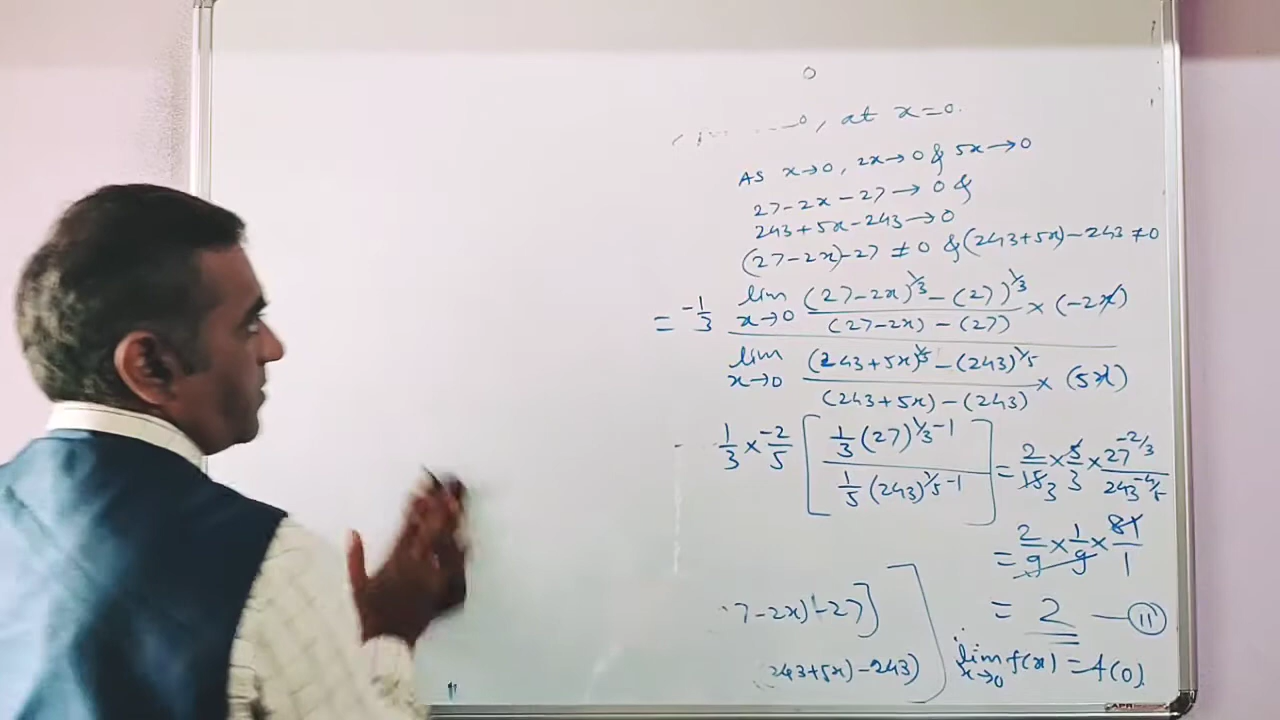 0
0, at x=0.
As x→0, 2x→0 & 5x→0
27-2x-27→0 &
243+5x-243→0
(27-2x)-27≠0 & (243+5x)-243≠0
= -1/3 lim x→0 (27-2x)^1/3 - (27)^1/3 / (27-2x) - (27) × (-2x)
lim x→0 (243+5x)^1/5 - (243)^1/5 / (243+5x) - (243) × (5x)
1/3 × -2/5 [ 1/3 (27)^1/3-1 / 1/5 (243)^1/5-1 ] = 2/15 3 × 5/3 × 27^-2/3 / 243^-4/5
= 2/9 × 1/9 × 81/1
= 2 — II
7-2x)-27]
243+5x)-243)
lim x→0 f(x) = f(0).
APR